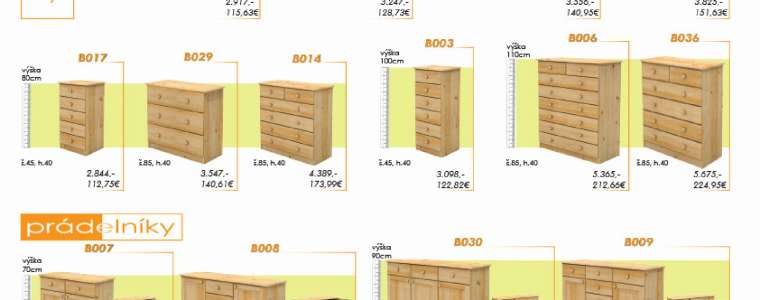 2.917,-
115,63€
3.247,-
128,73€
3.556,-
140,95€
3.825,-
151,63€
B017 B029 B014
výška
80cm
š.45, h.40
2.844,-
112,75€
3.547,-
140,61€
š.85, h.40
4.389,-
173,99€
B003
výška
100cm
š.45, h.40
3.098,-
122,82€
B006 B036
výška
110cm
š.85, h.40
5.365,-
212,66€
š.85, h.40
5.675,-
224,95€
prádelníky
B007 B008
výška
70cm
B030 B009
výška
90cm